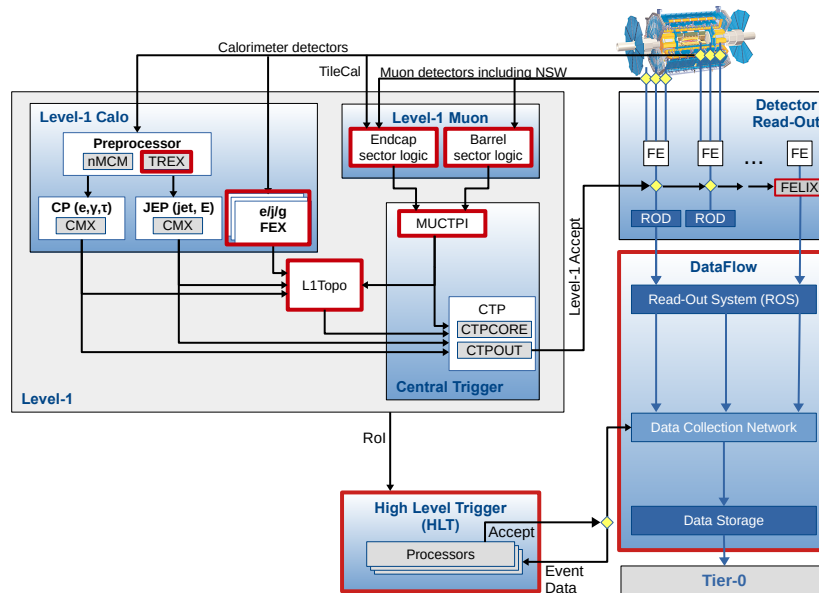 Calorimeter detectors
TileCal
Muon detectors including NSW
Level-1 Calo
Preprocessor
nMCM
TREX
CP (e,γ,τ)
CMX
JEP (jet, E)
CMX
e/j/g
FEX
Level-1 Muon
Endcap
sector logic
Barrel
sector logic
MUCTPI
L1Topo
CTP
CTPCORE
CTPOUT
Central Trigger
Level-1
Level-1 Accept
Detector
Read-Out
FE
FE
...
FE
FELIX
ROD
ROD
DataFlow
Read-Out System (ROS)
Data Collection Network
Data Storage
Tier-0
RoI
High Level Trigger
(HLT)
Accept
Processors
Event
Data